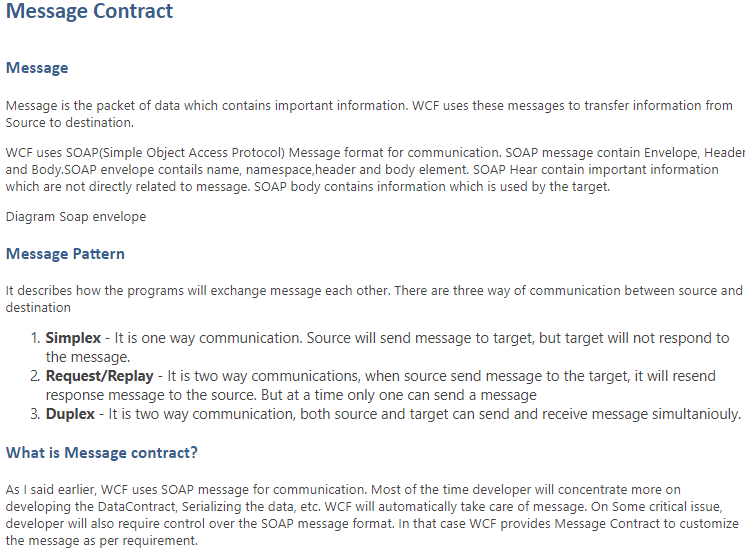 Message Contract
Message
Message is the packet of data which contains important information. WCF uses these messages to transfer information from
Source to destination.
WCF uses SOAP(Simple Object Access Protocol) Message format for communication. SOAP message contain Envelope, Header
and Body.SOAP envelope contails name, namespace,header and body element. SOAP Hear contain important information
which are not directly related to message. SOAP body contains information which is used by the target.
Diagram Soap envelope
Message Pattern
It describes how the programs will exchange message each other. There are three way of communication between source and
destination
1. Simplex - It is one way communication. Source will send message to target, but target will not respond to
the message.
2. Request/Replay - It is two way communications, when source send message to the target, it will resend
response message to the source. But at a time only one can send a message
3. Duplex - It is two way communication, both source and target can send and receive message simultaniouly.
What is Message contract?
As I said earlier, WCF uses SOAP message for communication. Most of the time developer will concentrate more on
developing the DataContract, Serializing the data, etc. WCF will automatically take care of message. On Some critical issue,
developer will also require control over the SOAP message format. In that case WCF provides Message Contract to customize
the message as per requirement.